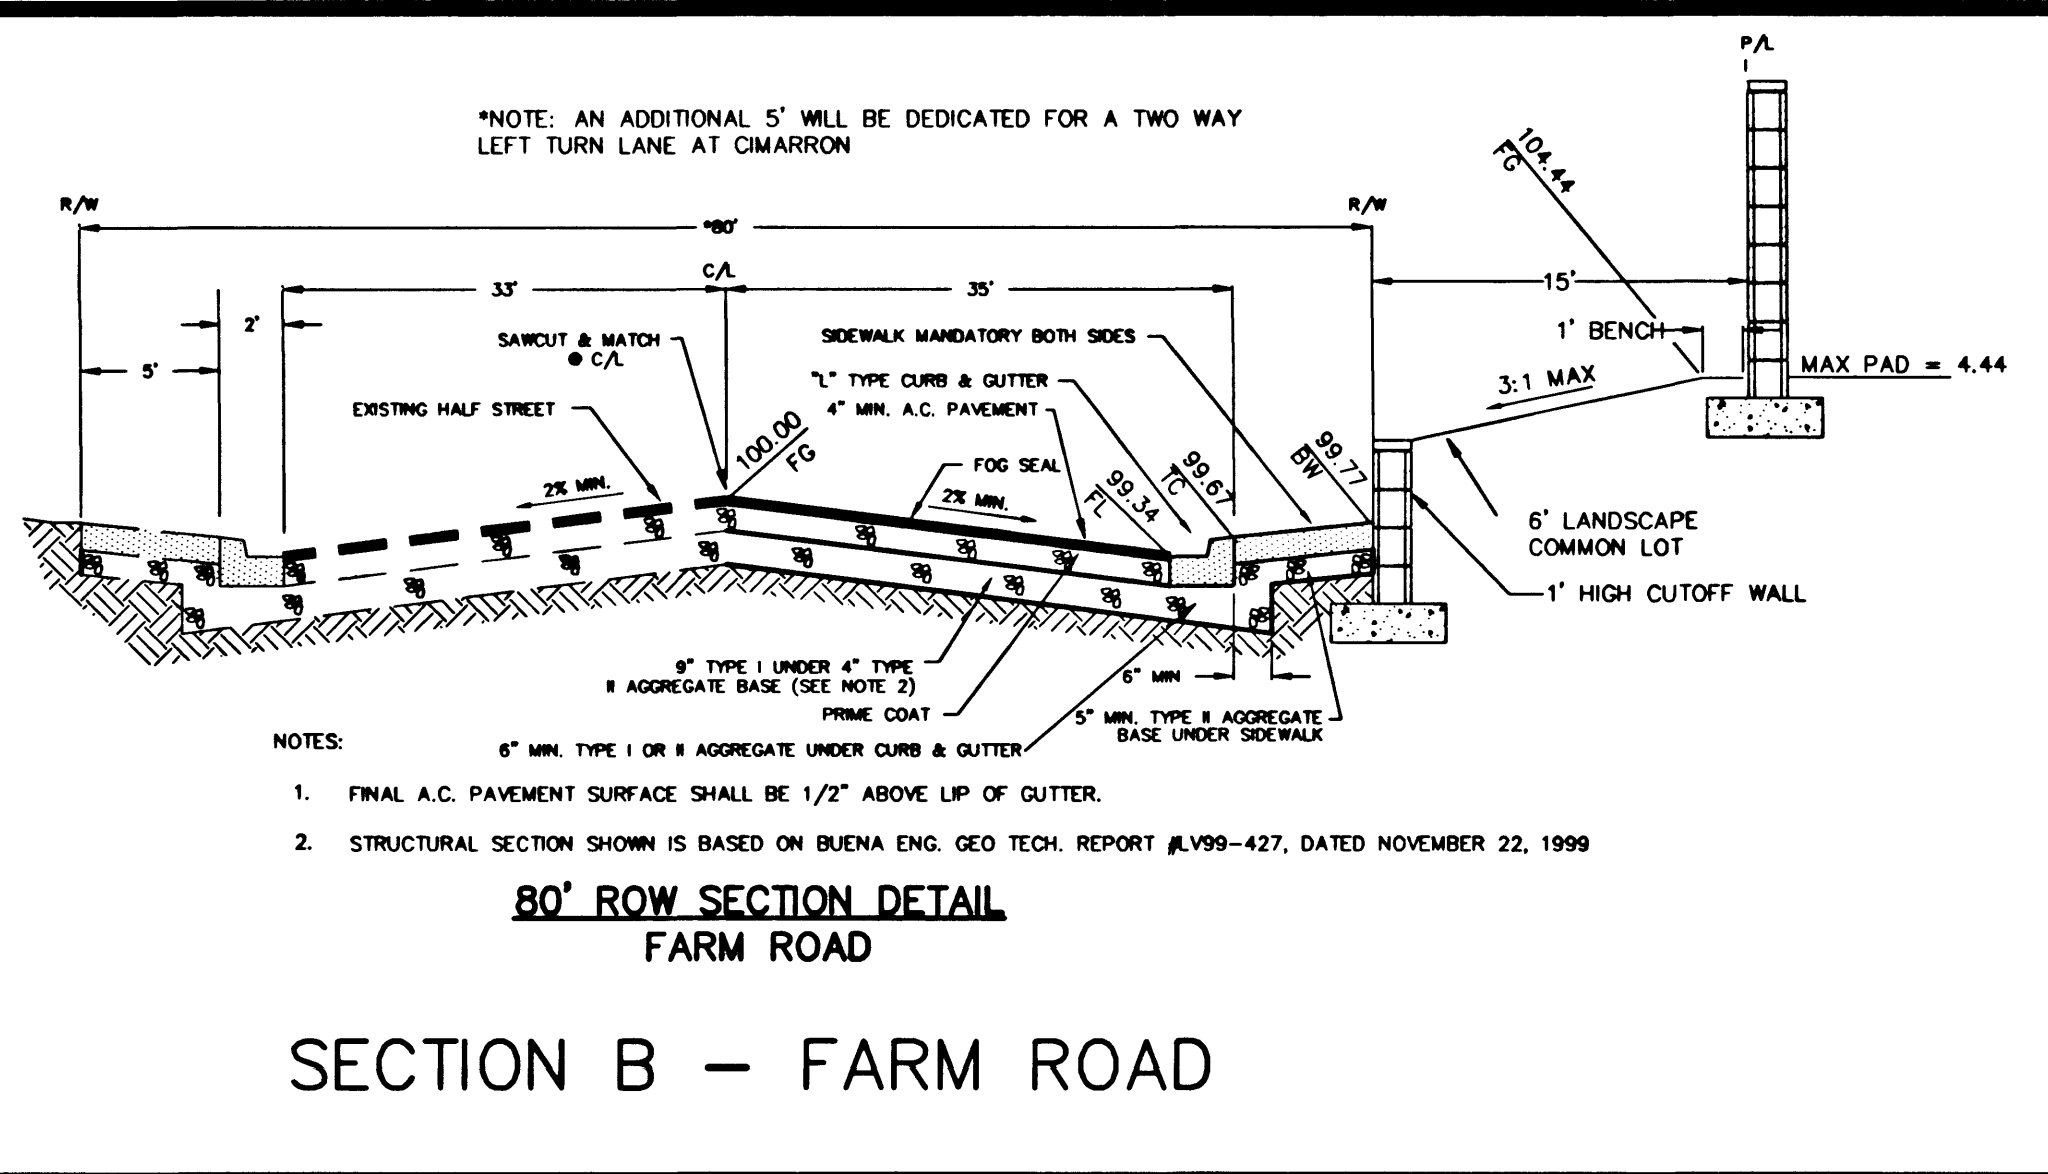 P/L
*NOTE: AN ADDITIONAL 5' WILL BE DEDICATED FOR A TWO WAY
LEFT TURN LANE AT CIMARRON
104.44
FG
R/W
R/W
*80'
C/L
33'
35'
15'
2'
SAWCUT & MATCH
@ C/L
SIDEWALK MANDATORY BOTH SIDES
1' BENCH
5'
"L" TYPE CURB & GUTTER
3:1 MAX
MAX PAD = 4.44
EXISTING HALF STREET
4" MIN. A.C. PAVEMENT
100.00
FG
FOG SEAL
99.77
BW
99.67
TC
99.34
FL
2% MIN.
2% MIN.
6' LANDSCAPE
COMMON LOT
1' HIGH CUTOFF WALL
9" TYPE I UNDER 4" TYPE
II AGGREGATE BASE (SEE NOTE 2)
6" MIN
PRIME COAT
5" MIN. TYPE II AGGREGATE
BASE UNDER SIDEWALK
NOTES:
6" MIN. TYPE I OR II AGGREGATE UNDER CURB & GUTTER
1. FINAL A.C. PAVEMENT SURFACE SHALL BE 1/2" ABOVE LIP OF GUTTER.
2. STRUCTURAL SECTION SHOWN IS BASED ON BUENA ENG. GEO TECH. REPORT #LV99-427, DATED NOVEMBER 22, 1999
80' ROW SECTION DETAIL
FARM ROAD
SECTION B - FARM ROAD